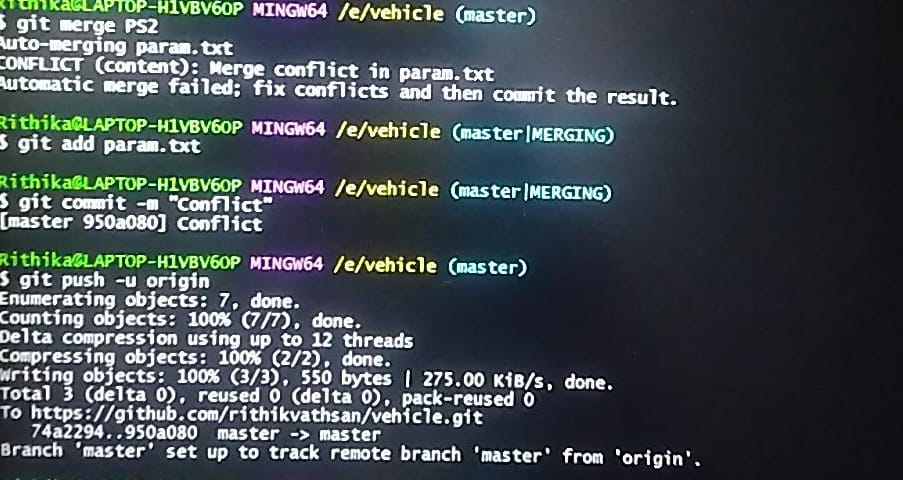 Rithika@LAPTOP-H1VBV6OP MINGW64 /e/vehicle (master)
$ git merge PS2
Auto-merging param.txt
CONFLICT (content): Merge conflict in param.txt
Automatic merge failed; fix conflicts and then commit the result.
Rithika@LAPTOP-H1VBV6OP MINGW64 /e/vehicle (master|MERGING)
$ git add param.txt
Rithika@LAPTOP-H1VBV6OP MINGW64 /e/vehicle (master|MERGING)
$ git commit -m "Conflict"
[master 950a080] Conflict
Rithika@LAPTOP-H1VBV6OP MINGW64 /e/vehicle (master)
$ git push -u origin
Enumerating objects: 7, done.
Counting objects: 100% (7/7), done.
Delta compression using up to 12 threads
Compressing objects: 100% (2/2), done.
Writing objects: 100% (3/3), 550 bytes | 275.00 KiB/s, done.
Total 3 (delta 0), reused 0 (delta 0), pack-reused 0
To https://github.com/rithikvathsan/vehicle.git
74a2294..950a080 master -> master
Branch 'master' set up to track remote branch 'master' from 'origin'.